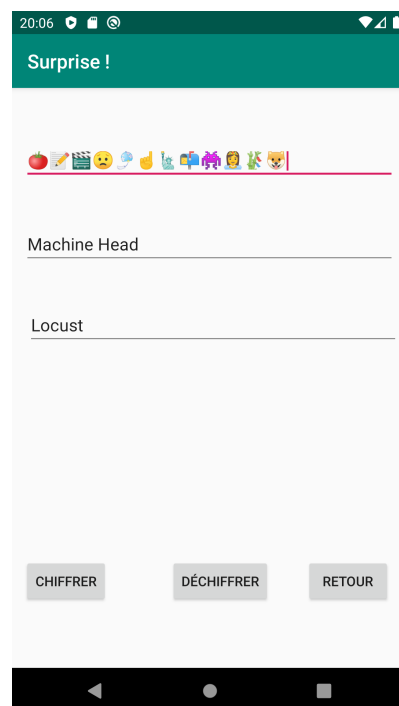 20:06
Surprise !
🍅📝🎬😦🎐☝🗽📬👾👸🎋🐶
Machine Head
Locust
CHIFFRER DÉCHIFFRER RETOUR